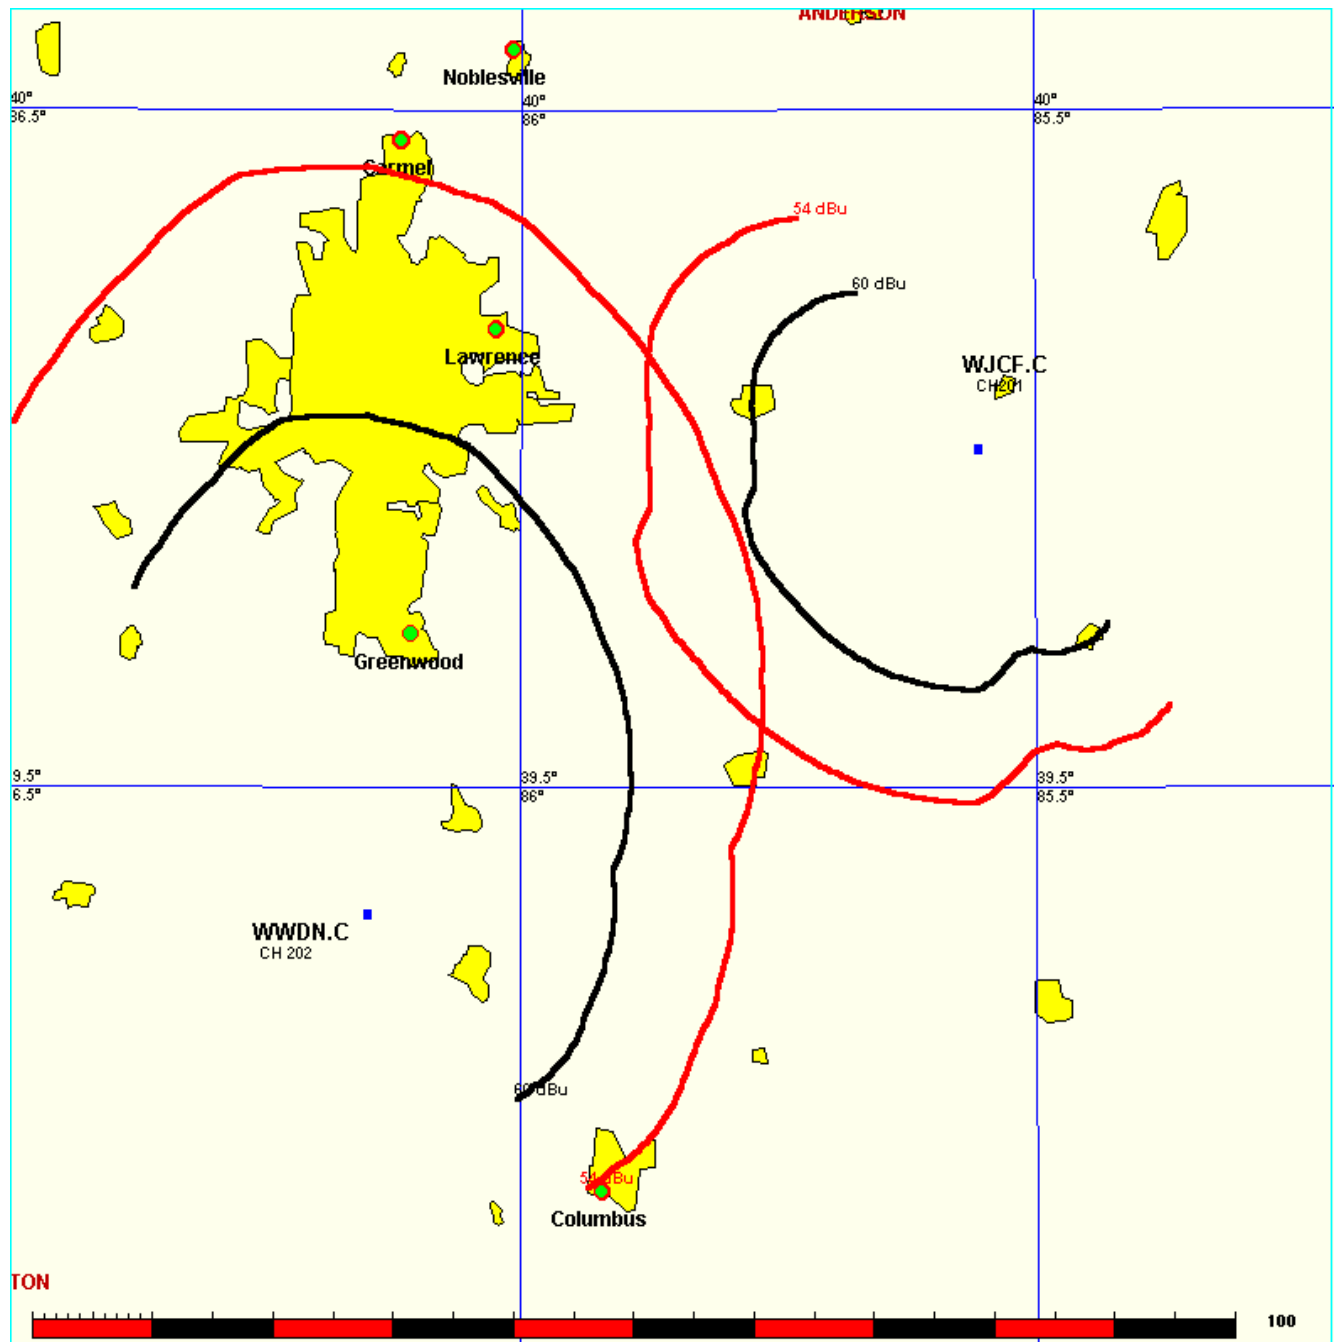 ANDERSON
Noblesville
40°
86.5°
40°
86°
40°
85.5°
Carmel
54 dBu
60 dBu
Lawrence
WJCF.C
CH201
Greenwood
9.5°
6.5°
39.5°
86°
39.5°
85.5°
WWDN.C
CH 202
60 dBu
54 dBu
Columbus
TON
100